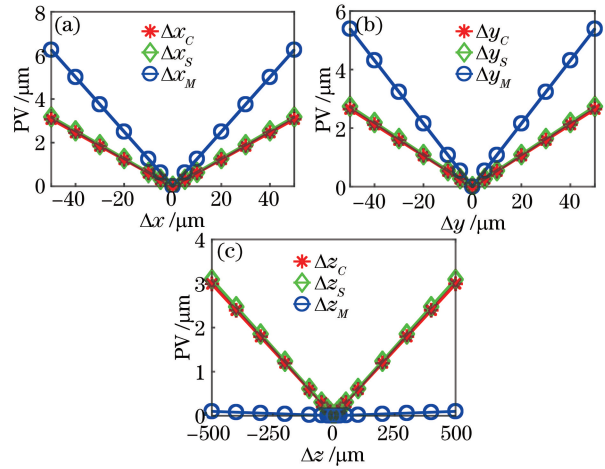 (a)
Δx_C
Δx_S
Δx_M
PV /μm
8
6
4
2
0
−40 −20 0 20 40
Δx /μm
(b)
Δy_C
Δy_S
Δy_M
PV /μm
6
4
2
0
−40 −20 0 20 40
Δy /μm
(c)
Δz_C
Δz_S
Δz_M
PV /μm
4
3
2
1
0
−500 −250 0 250 500
Δz /μm